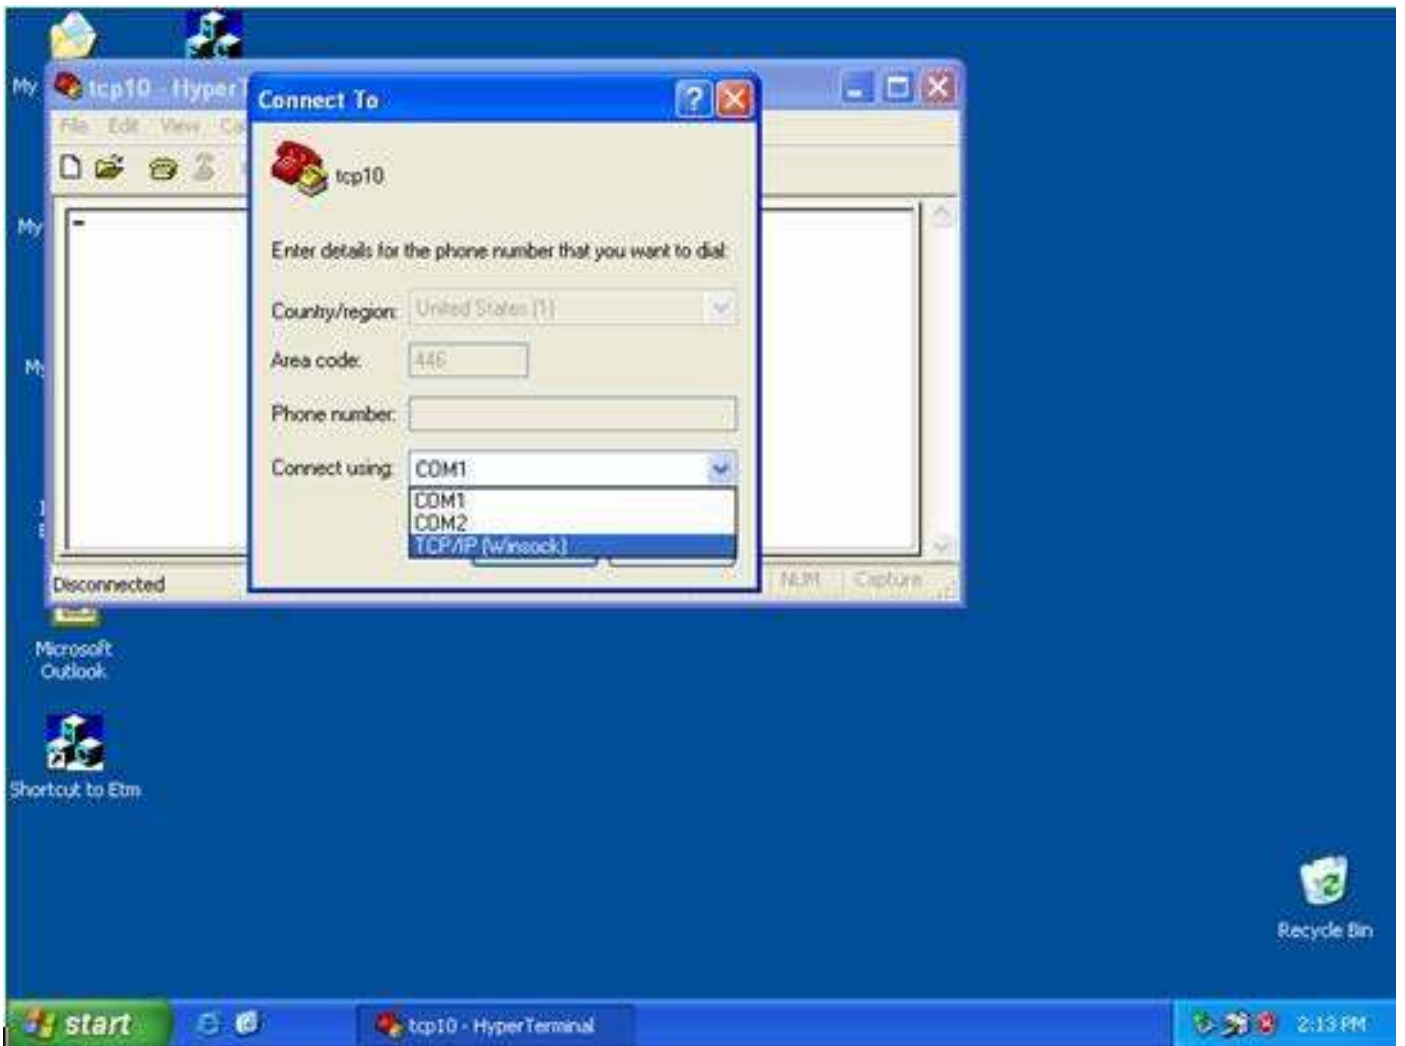 My
tcp10 - HyperT
File Edit View Ca
Connect To
tcp10
My
Enter details for the phone number that you want to dial:
Country/region: United States (1)
Area code: 446
My
Phone number:
Connect using: COM1
COM1
COM2
TCP/IP (Winsock)
Disconnected
NUM Capture
Microsoft
Outlook
Shortcut to Etm
Recycle Bin
start
tcp10 - HyperTerminal
2:13 PM